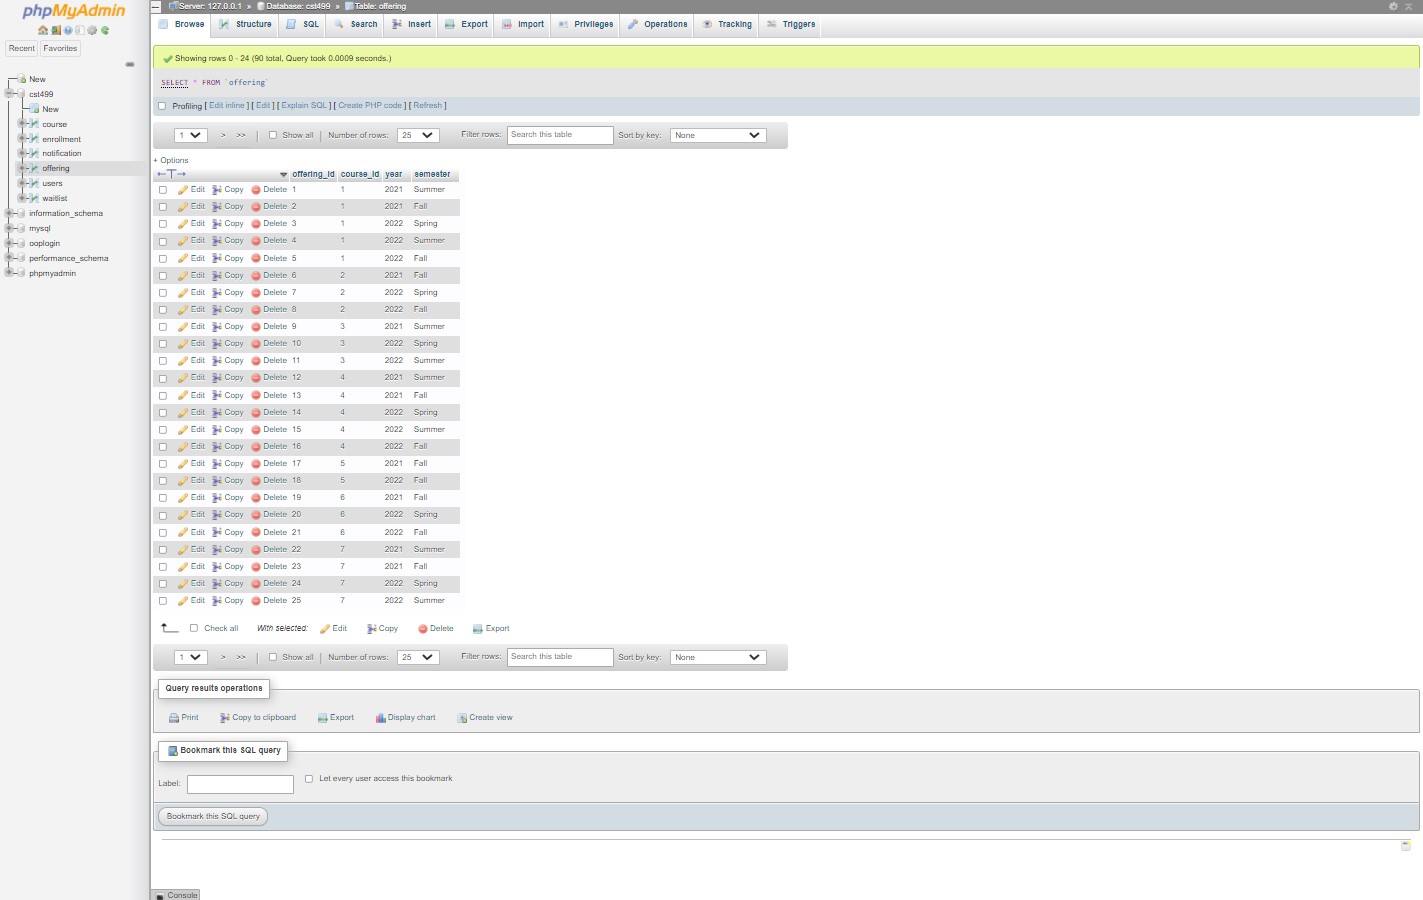 phpMyAdmin
Recent Favorites
New
cst499
New
course
enrollment
notification
offering
users
waitlist
information_schema
mysql
ooplogin
performance_schema
phpmyadmin
Server: 127.0.0.1 » Database: cst499 » Table: offering
Browse Structure SQL Search Insert Export Import Privileges Operations Tracking Triggers
Showing rows 0 - 24 (90 total, Query took 0.0009 seconds.)
SELECT * FROM `offering`
Profiling [ Edit inline ] [ Edit ] [ Explain SQL ] [ Create PHP code ] [ Refresh ]
1 > >> | Show all | Number of rows: 25 Filter rows: Search this table Sort by key: None
+ Options
←T→ offering_id course_id year semester
Edit Copy Delete 1 1 2021 Summer
Edit Copy Delete 2 1 2021 Fall
Edit Copy Delete 3 1 2022 Spring
Edit Copy Delete 4 1 2022 Summer
Edit Copy Delete 5 1 2022 Fall
Edit Copy Delete 6 2 2021 Fall
Edit Copy Delete 7 2 2022 Spring
Edit Copy Delete 8 2 2022 Fall
Edit Copy Delete 9 3 2021 Summer
Edit Copy Delete 10 3 2022 Spring
Edit Copy Delete 11 3 2022 Summer
Edit Copy Delete 12 4 2021 Summer
Edit Copy Delete 13 4 2021 Fall
Edit Copy Delete 14 4 2022 Spring
Edit Copy Delete 15 4 2022 Summer
Edit Copy Delete 16 4 2022 Fall
Edit Copy Delete 17 5 2021 Fall
Edit Copy Delete 18 5 2022 Fall
Edit Copy Delete 19 6 2021 Fall
Edit Copy Delete 20 6 2022 Spring
Edit Copy Delete 21 6 2022 Fall
Edit Copy Delete 22 7 2021 Summer
Edit Copy Delete 23 7 2021 Fall
Edit Copy Delete 24 7 2022 Spring
Edit Copy Delete 25 7 2022 Summer
Check all With selected: Edit Copy Delete Export
1 > >> | Show all | Number of rows: 25 Filter rows: Search this table Sort by key: None
Query results operations
Print Copy to clipboard Export Display chart Create view
Bookmark this SQL query
Label: Let every user access this bookmark
Bookmark this SQL query
Console